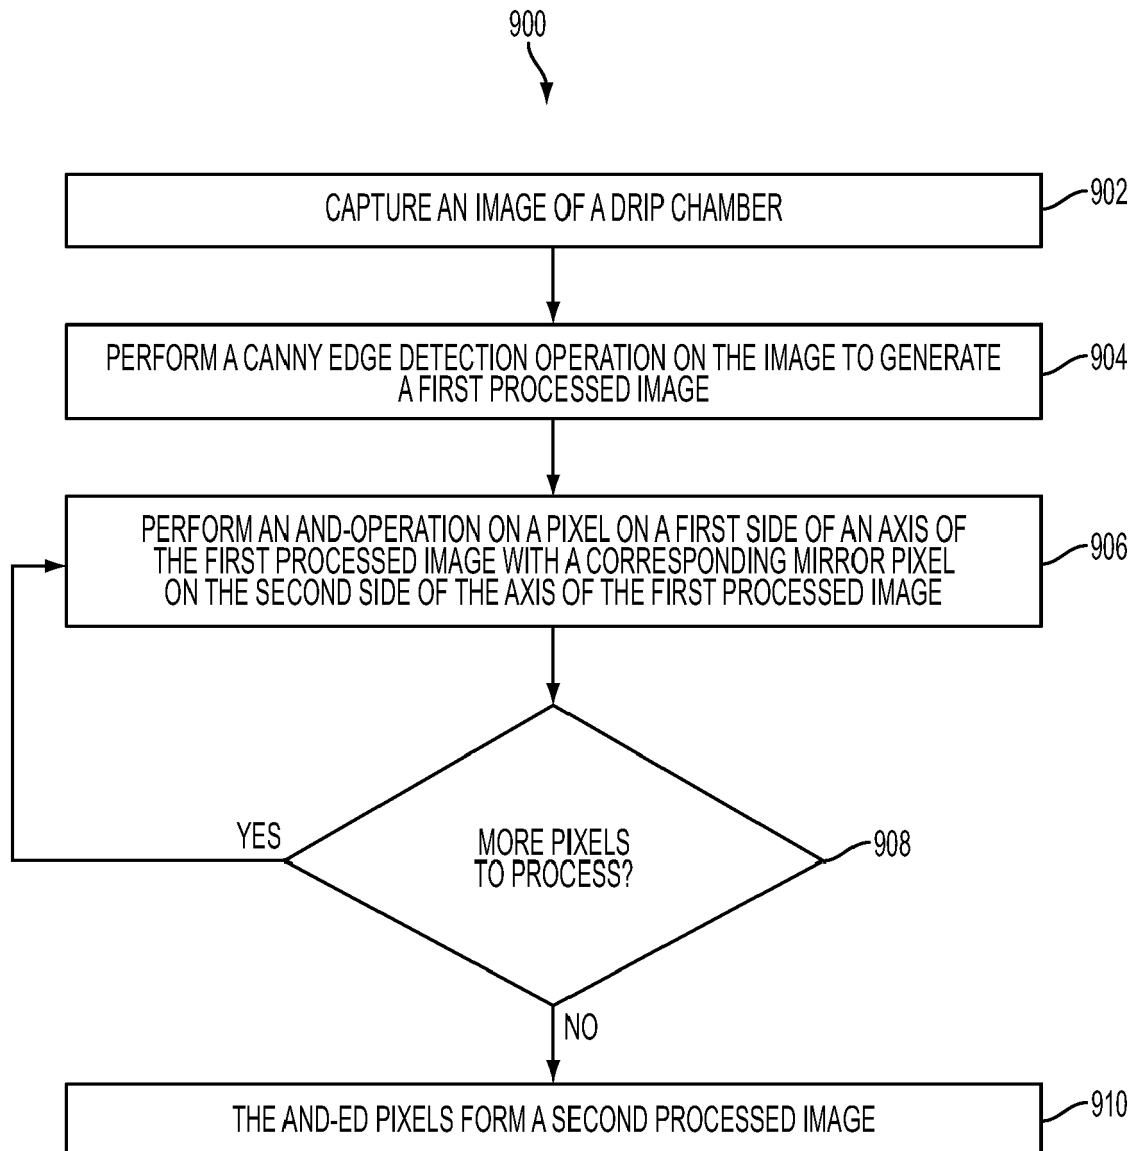 900
CAPTURE AN IMAGE OF A DRIP CHAMBER
902
PERFORM A CANNY EDGE DETECTION OPERATION ON THE IMAGE TO GENERATE
A FIRST PROCESSED IMAGE
904
PERFORM AN AND-OPERATION ON A PIXEL ON A FIRST SIDE OF AN AXIS OF
THE FIRST PROCESSED IMAGE WITH A CORRESPONDING MIRROR PIXEL
ON THE SECOND SIDE OF THE AXIS OF THE FIRST PROCESSED IMAGE
906
YES
MORE PIXELS
TO PROCESS?
908
NO
THE AND-ED PIXELS FORM A SECOND PROCESSED IMAGE
910